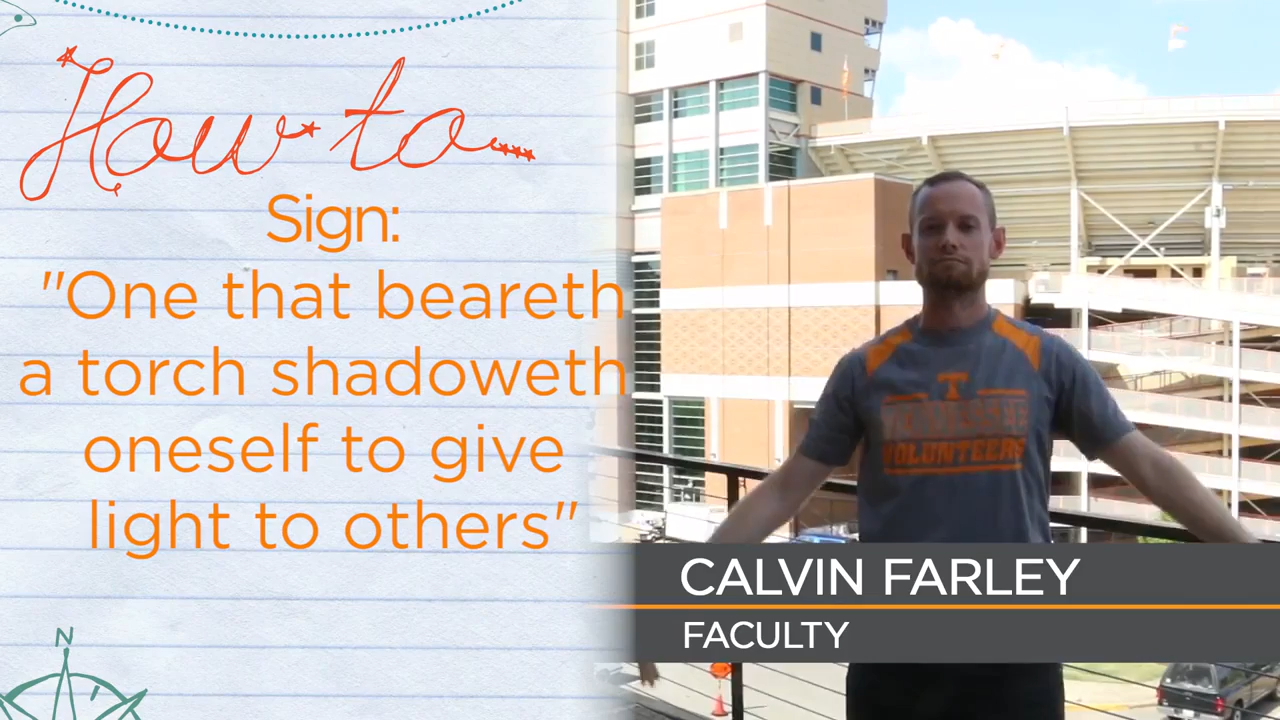 How to
Sign:
"One that beareth
a torch shadoweth
oneself to give
light to others"
T
VOLUNTEERS
CALVIN FARLEY
FACULTY
N